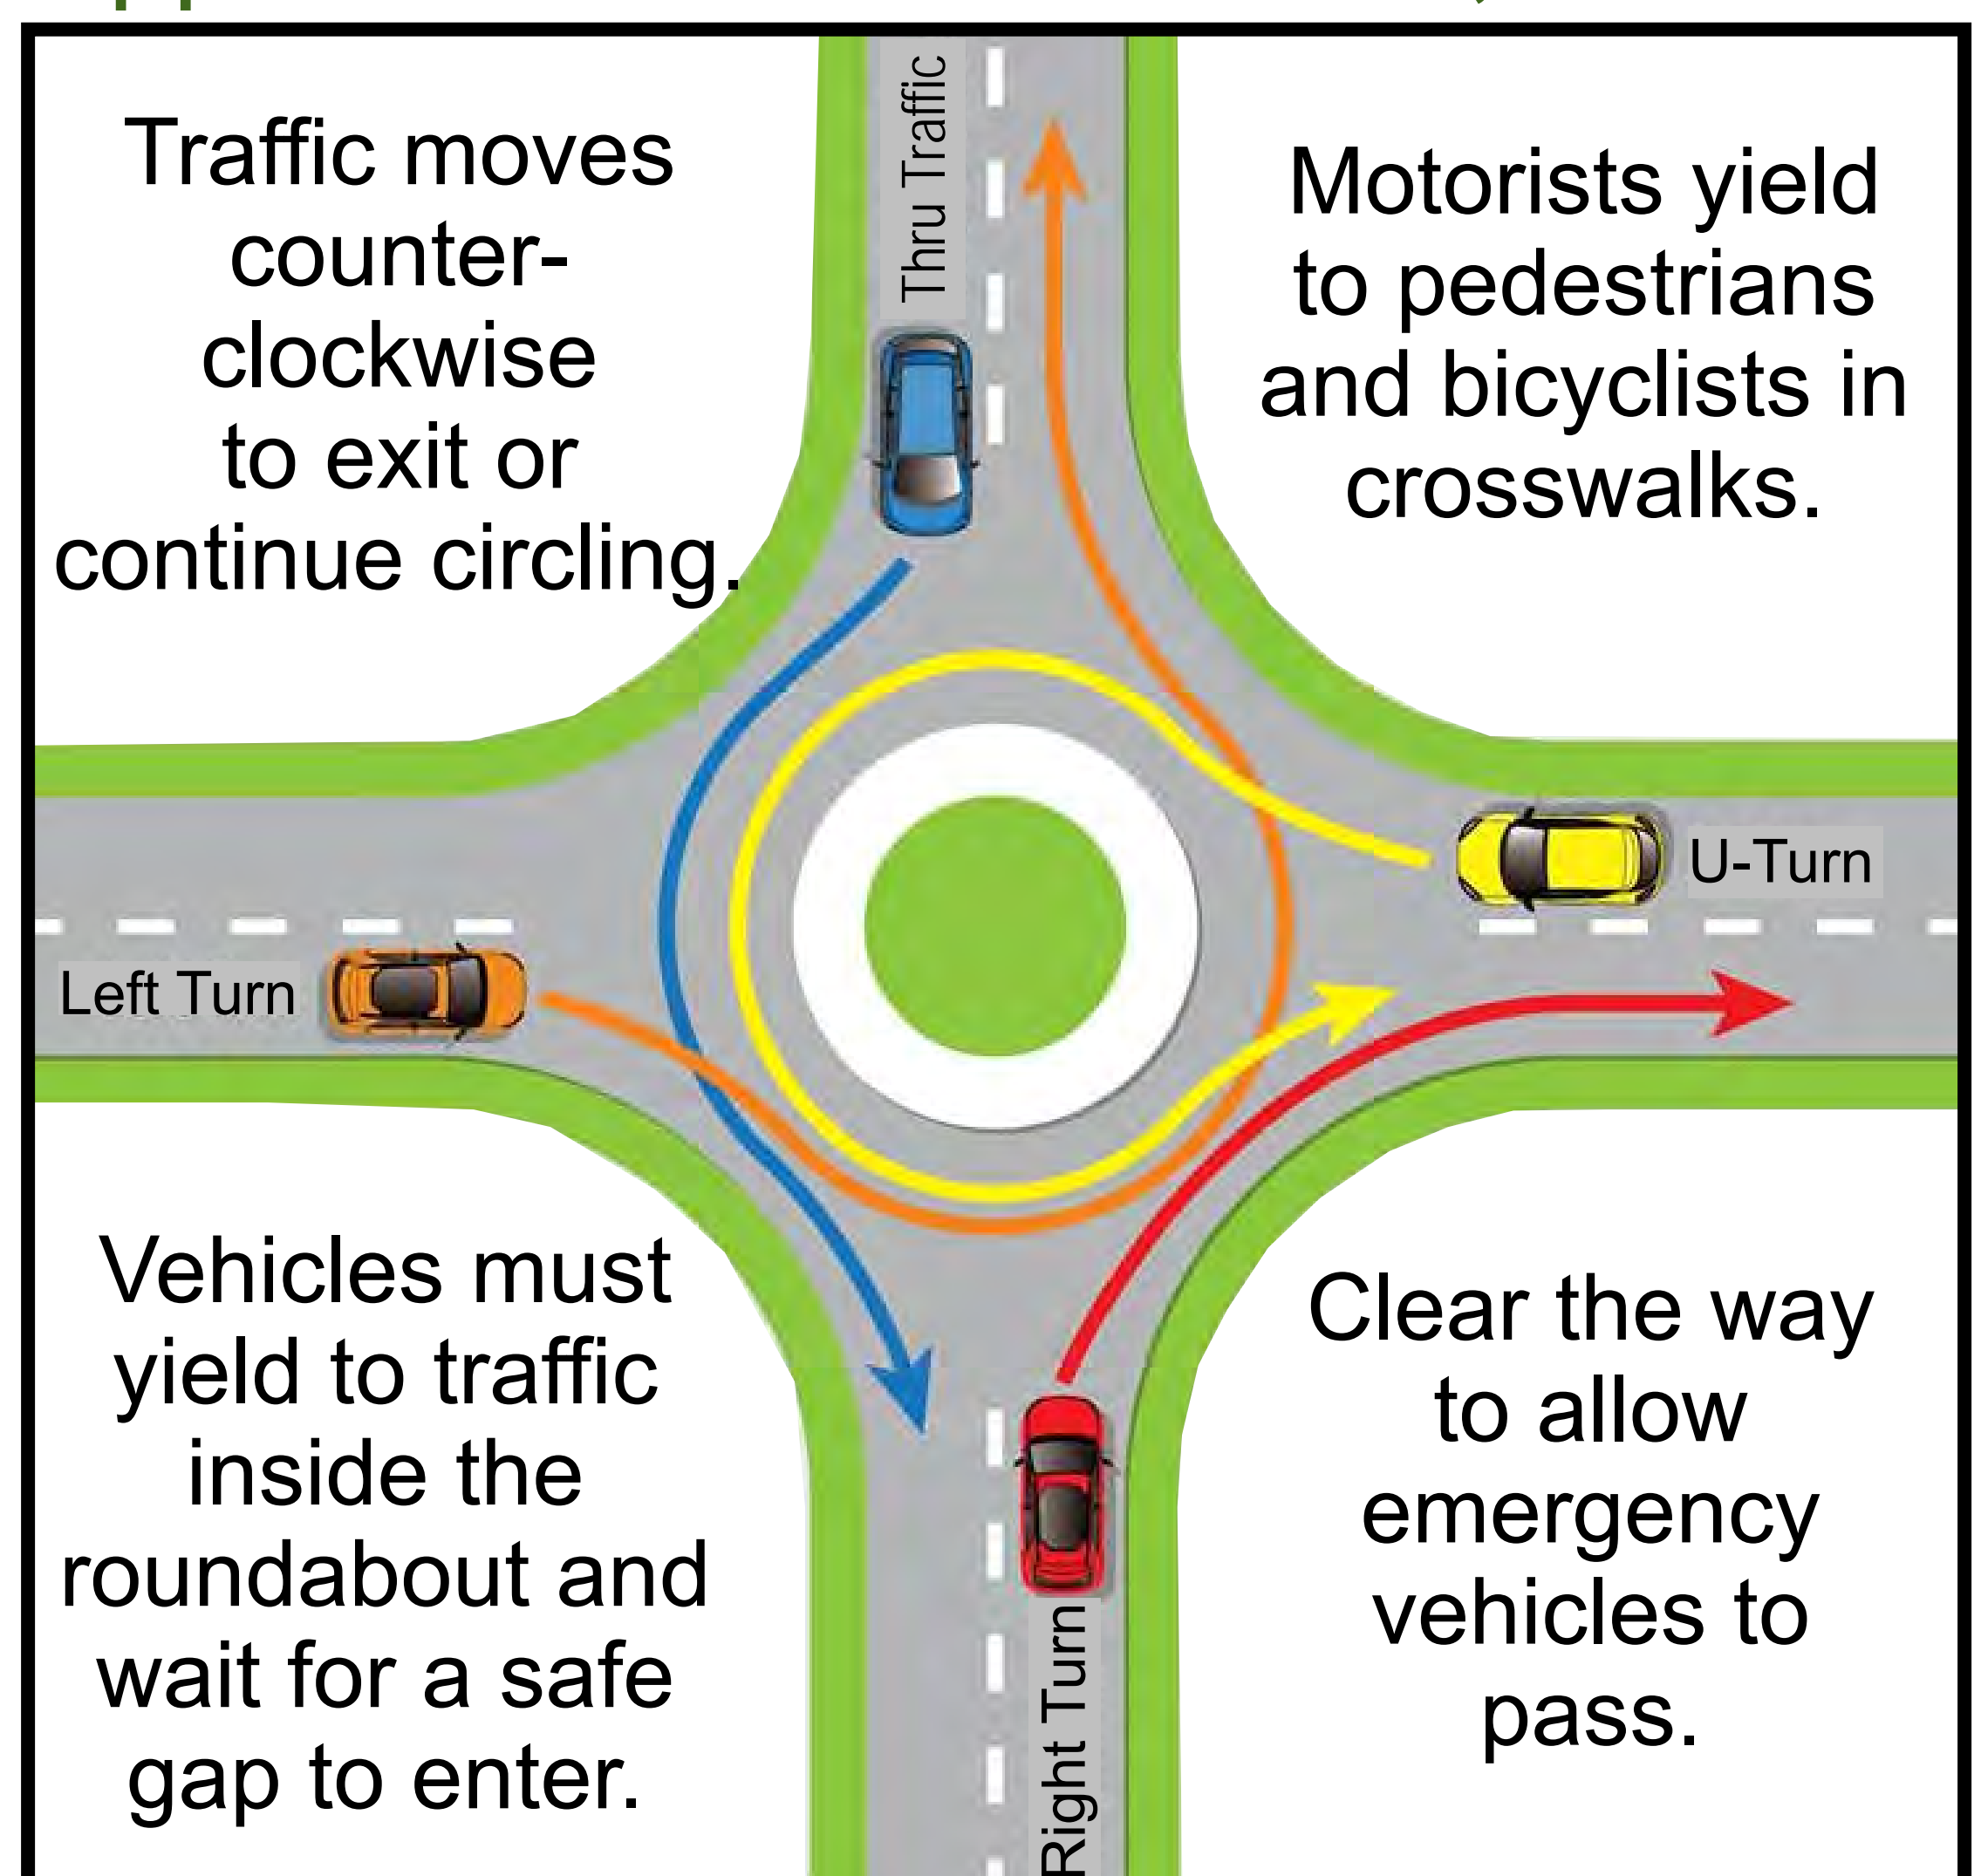 Traffic moves
counter-
clockwise
to exit or
continue circling.
Thru Traffic
Motorists yield
to pedestrians
and bicyclists in
crosswalks.
U-Turn
Left Turn
Vehicles must
yield to traffic
inside the
roundabout and
wait for a safe
gap to enter.
Right Turn
Clear the way
to allow
emergency
vehicles to
pass.